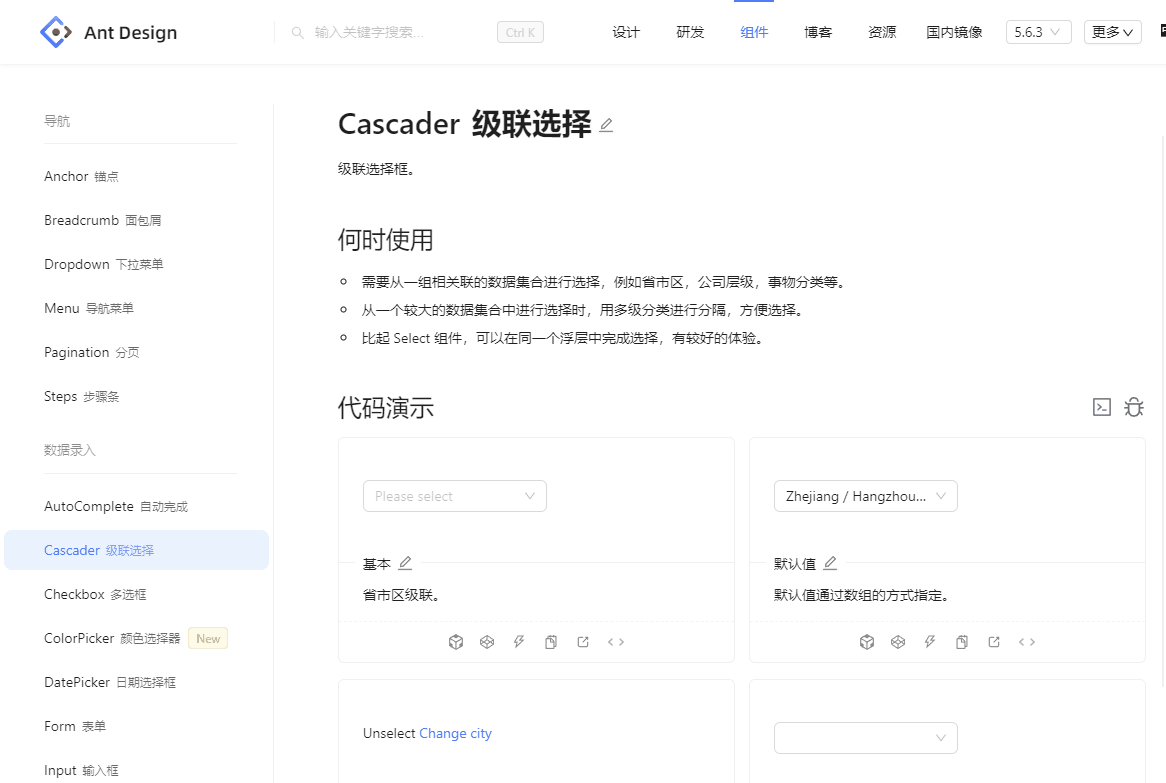 Ant Design
输入关键字搜索...
Ctrl K
设计
研发
组件
博客
资源
国内镜像
5.6.3
更多
导航
Anchor 锚点
Breadcrumb 面包屑
Dropdown 下拉菜单
Menu 导航菜单
Pagination 分页
Steps 步骤条
数据录入
AutoComplete 自动完成
Cascader 级联选择
Checkbox 多选框
ColorPicker 颜色选择器 New
DatePicker 日期选择框
Form 表单
Input 输入框
Cascader 级联选择
级联选择框。
何时使用
需要从一组相关联的数据集合进行选择，例如省市区，公司层级，事物分类等。
从一个较大的数据集合中进行选择时，用多级分类进行分隔，方便选择。
比起 Select 组件，可以在同一个浮层中完成选择，有较好的体验。
代码演示
Please select
基本
省市区级联。
Zhejiang / Hangzhou...
默认值
默认值通过数组的方式指定。
Unselect Change city